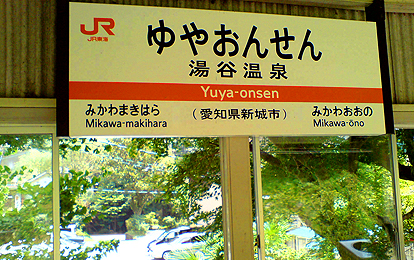 JR
JR東海
ゆやおんせん
湯谷温泉
Yuya-onsen
みかわまきはら
Mikawa-makihara
(愛知県新城市)
みかわおおの
Mikawa-ōno